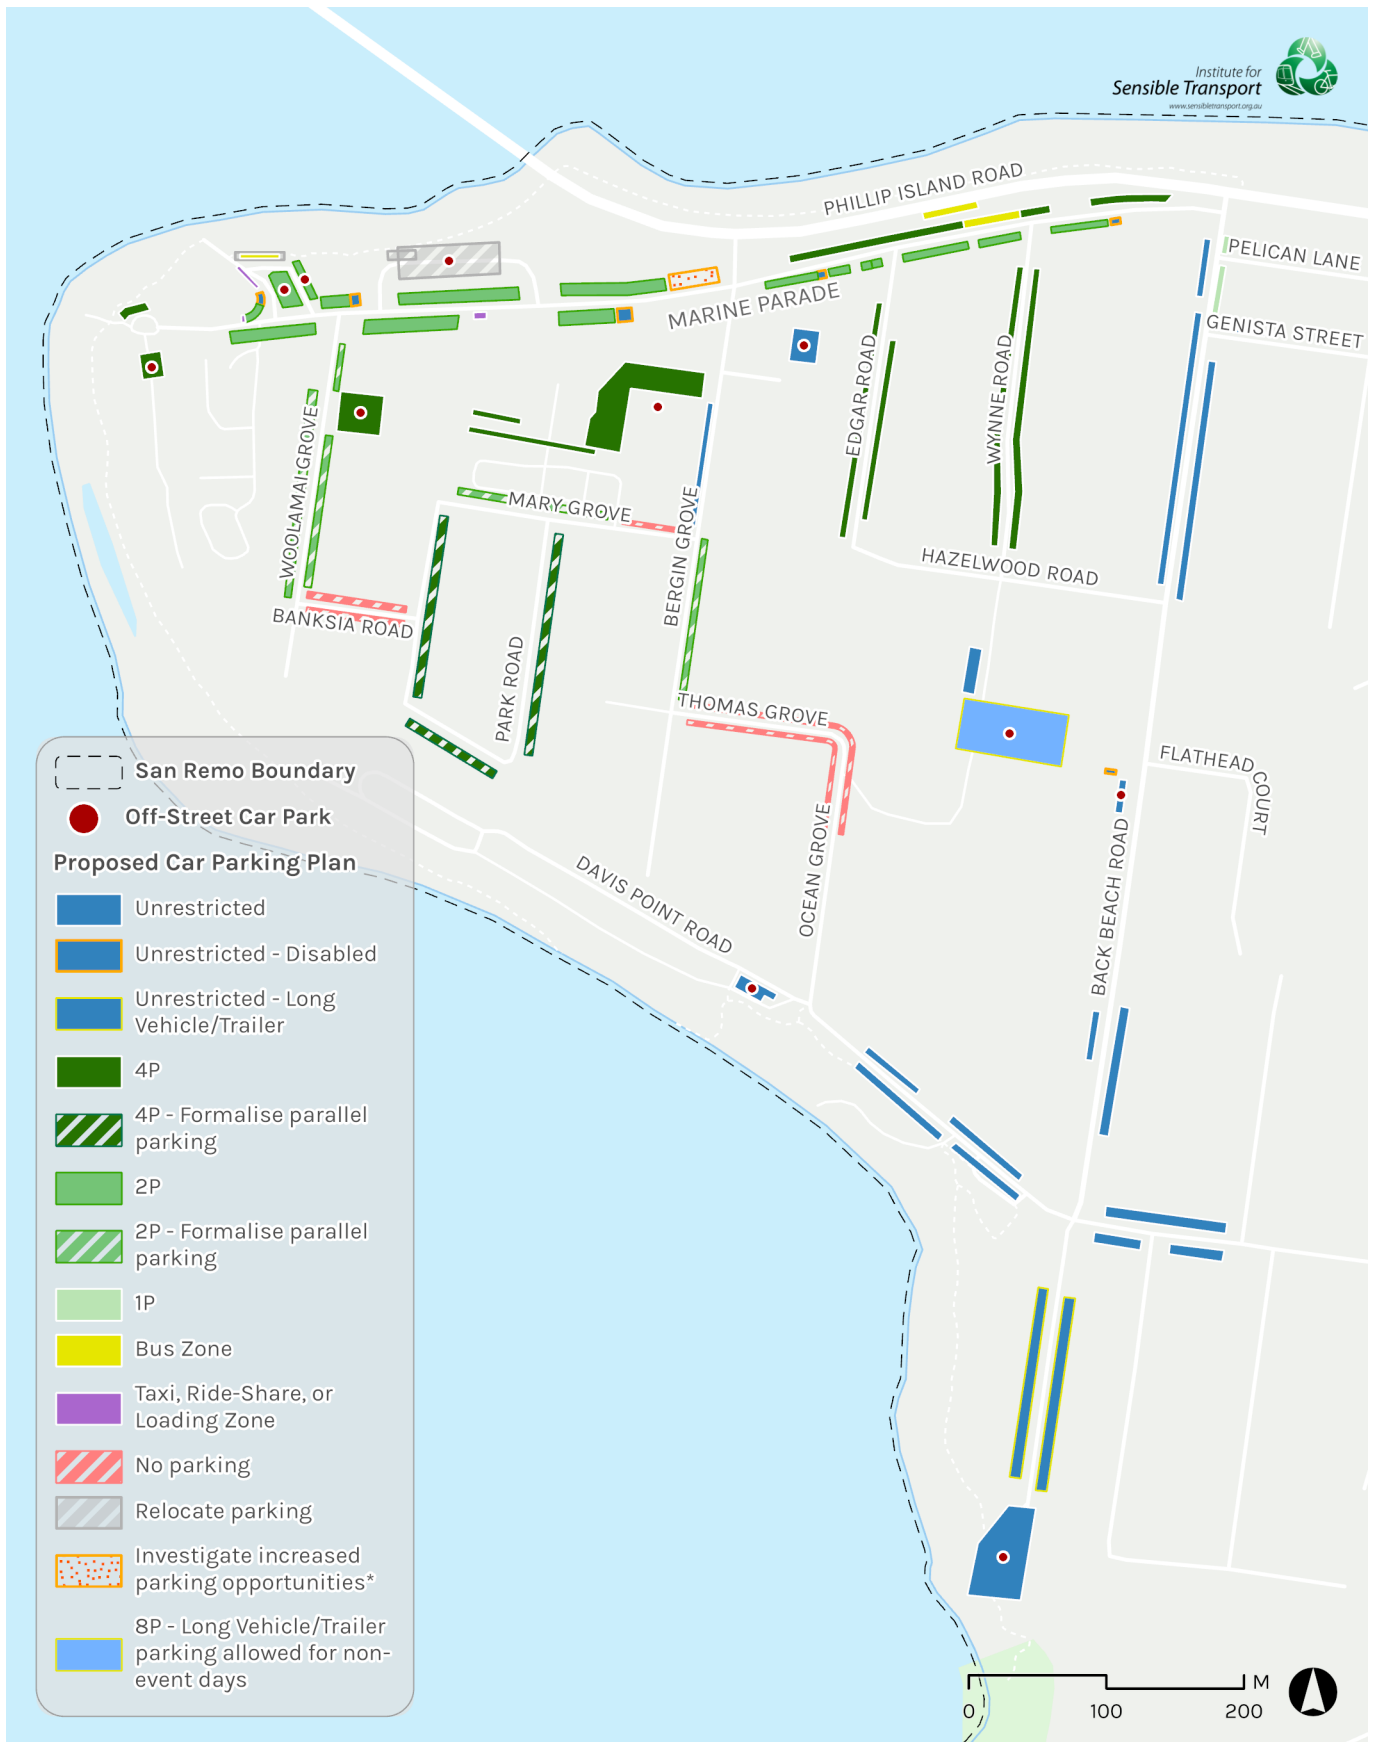 Institute for
Sensible Transport
www.sensibletransport.org.au
PHILLIP ISLAND ROAD
PELICAN LANE
MARINE PARADE
GENISTA STREET
EDGAR ROAD
WYNNE ROAD
WOOLAMAI GROVE
MARY GROVE
BERGIN GROVE
HAZELWOOD ROAD
BANKSIA ROAD
PARK ROAD
THOMAS GROVE
FLATHEAD COURT
OCEAN GROVE
BACK BEACH ROAD
DAVIS POINT ROAD
San Remo Boundary
Off-Street Car Park
Proposed Car Parking Plan
Unrestricted
Unrestricted - Disabled
Unrestricted - Long
Vehicle/Trailer
4P
4P - Formalise parallel
parking
2P
2P - Formalise parallel
parking
1P
Bus Zone
Taxi, Ride-Share, or
Loading Zone
No parking
Relocate parking
Investigate increased
parking opportunities*
8P - Long Vehicle/Trailer
parking allowed for non-
event days
M
0 100 200